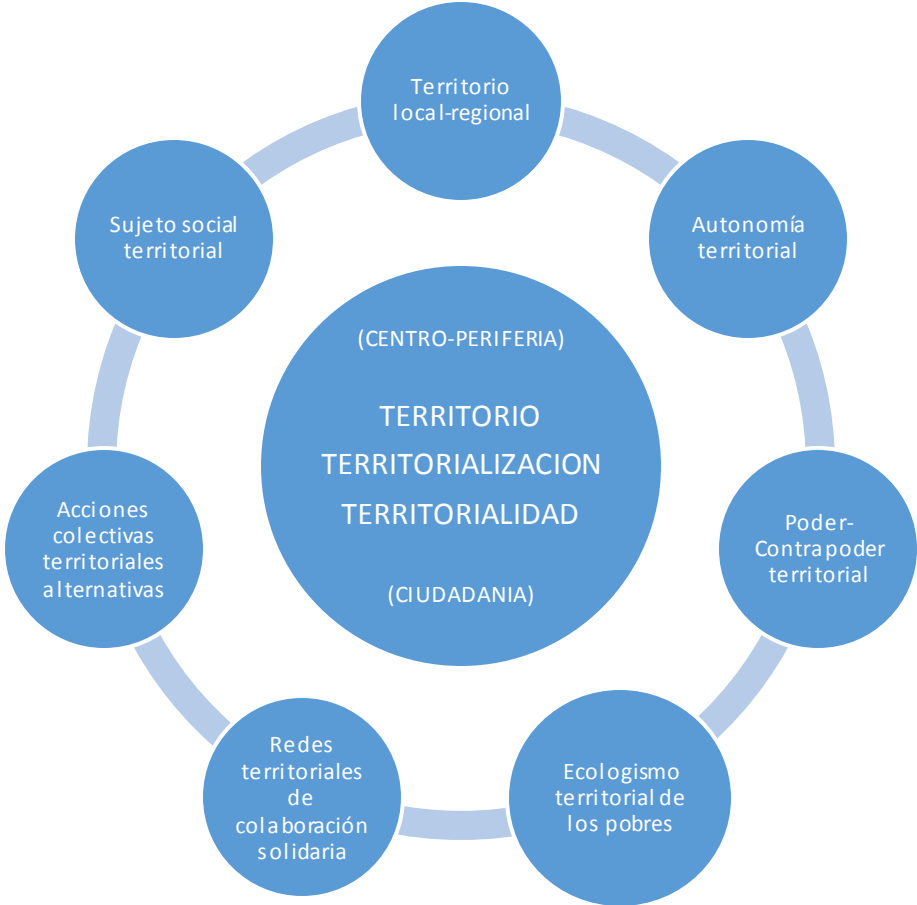 Territorio
local-regional
Autonomía
territorial
Poder-
Contrapoder
territorial
Ecologismo
territorial de
los pobres
Redes
territoriales
de
colaboración
solidaria
Acciones
colectivas
territoriales
alternativas
Sujeto social
territorial
(CENTRO-PERIFERIA)
TERRITORIO
TERRITORIALIZACION
TERRITORIALIDAD
(CIUDADANIA)